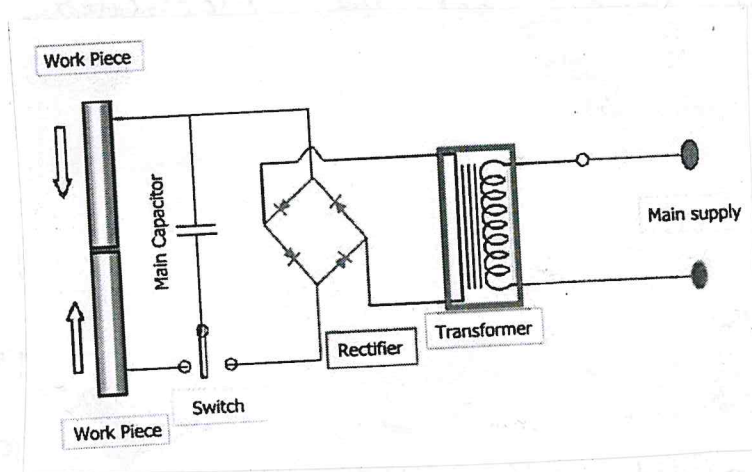 Work Piece
Main Capacitor
Main supply
Transformer
Rectifier
Switch
Work Piece